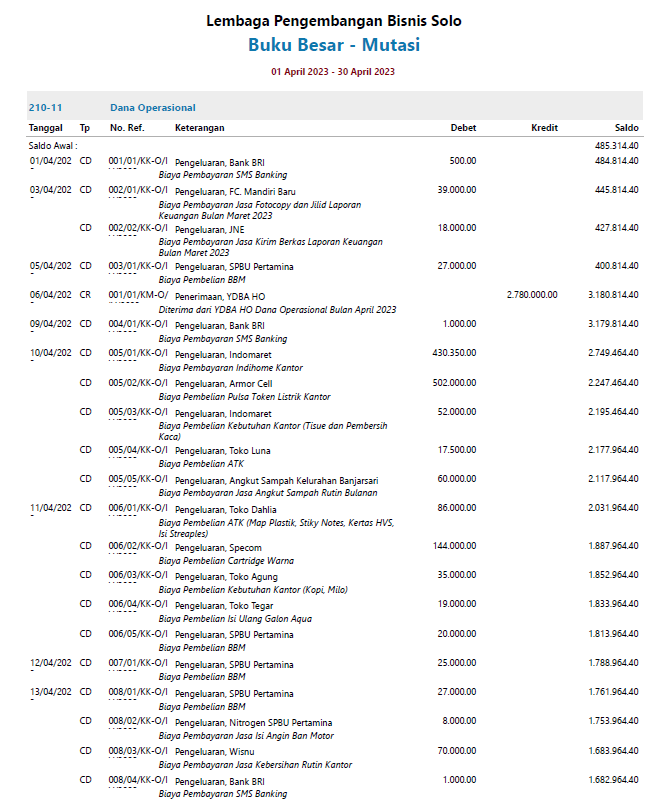 Lembaga Pengembangan Bisnis Solo
Buku Besar - Mutasi
01 April 2023 - 30 April 2023
210-11 Dana Operasional
Tanggal Tp No. Ref. Keterangan Debet Kredit Saldo
Saldo Awal : 485.314.40
01/04/202 CD 001/01/KK-O/I Pengeluaran, Bank BRI 500.00 484.814.40
Biaya Pembayaran SMS Banking
03/04/202 CD 002/01/KK-O/I Pengeluaran, FC. Mandiri Baru 39.000.00 445.814.40
Biaya Pembayaran Jasa Fotocopy dan Jilid Laporan
Keuangan Bulan Maret 2023
CD 002/02/KK-O/I Pengeluaran, JNE 18.000.00 427.814.40
Biaya Pembayaran Jasa Kirim Berkas Laporan Keuangan
Bulan Maret 2023
05/04/202 CD 003/01/KK-O/I Pengeluaran, SPBU Pertamina 27.000.00 400.814.40
Biaya Pembelian BBM
06/04/202 CR 001/01/KM-O/ Penerimaan, YDBA HO 2.780.000.00 3.180.814.40
Diterima dari YDBA HO Dana Operasional Bulan April 2023
09/04/202 CD 004/01/KK-O/I Pengeluaran, Bank BRI 1.000.00 3.179.814.40
Biaya Pembayaran SMS Banking
10/04/202 CD 005/01/KK-O/I Pengeluaran, Indomaret 430.350.00 2.749.464.40
Biaya Pembayaran Indihome Kantor
CD 005/02/KK-O/I Pengeluaran, Armor Cell 502.000.00 2.247.464.40
Biaya Pembelian Pulsa Token Listrik Kantor
CD 005/03/KK-O/I Pengeluaran, Indomaret 52.000.00 2.195.464.40
Biaya Pembelian Kebutuhan Kantor (Tisue dan Pembersih
Kaca)
CD 005/04/KK-O/I Pengeluaran, Toko Luna 17.500.00 2.177.964.40
Biaya Pembelian ATK
CD 005/05/KK-O/I Pengeluaran, Angkut Sampah Kelurahan Banjarsari 60.000.00 2.117.964.40
Biaya Pembayaran Jasa Angkut Sampah Rutin Bulanan
11/04/202 CD 006/01/KK-O/I Pengeluaran, Toko Dahlia 86.000.00 2.031.964.40
Biaya Pembelian ATK (Map Plastik, Stiky Notes, Kertas HVS,
Isi Streaples)
CD 006/02/KK-O/I Pengeluaran, Specom 144.000.00 1.887.964.40
Biaya Pembelian Cartridge Warna
CD 006/03/KK-O/I Pengeluaran, Toko Agung 35.000.00 1.852.964.40
Biaya Pembelian Kebutuhan Kantor (Kopi, Milo)
CD 006/04/KK-O/I Pengeluaran, Toko Tegar 19.000.00 1.833.964.40
Biaya Pembelian Isi Ulang Galon Aqua
CD 006/05/KK-O/I Pengeluaran, SPBU Pertamina 20.000.00 1.813.964.40
Biaya Pembelian BBM
12/04/202 CD 007/01/KK-O/I Pengeluaran, SPBU Pertamina 25.000.00 1.788.964.40
Biaya Pembelian BBM
13/04/202 CD 008/01/KK-O/I Pengeluaran, SPBU Pertamina 27.000.00 1.761.964.40
Biaya Pembelian BBM
CD 008/02/KK-O/I Pengeluaran, Nitrogen SPBU Pertamina 8.000.00 1.753.964.40
Biaya Pembayaran Jasa Isi Angin Ban Motor
CD 008/03/KK-O/I Pengeluaran, Wisnu 70.000.00 1.683.964.40
Biaya Pembayaran Jasa Kebersihan Rutin Kantor
CD 008/04/KK-O/I Pengeluaran, Bank BRI 1.000.00 1.682.964.40
Biaya Pembayaran SMS Banking